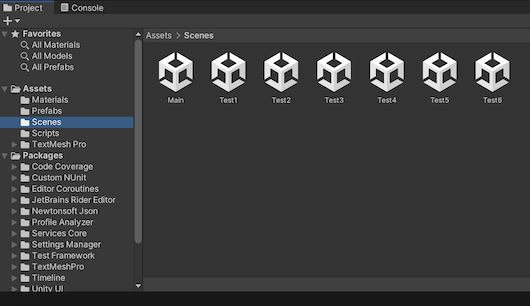 Project
Console
Favorites
All Materials
All Models
All Prefabs
Assets
Materials
Prefabs
Scenes
Scripts
TextMesh Pro
Packages
Code Coverage
Custom NUnit
Editor Coroutines
JetBrains Rider Editor
Newtonsoft Json
Profile Analyzer
Services Core
Settings Manager
Test Framework
TextMeshPro
Timeline
Unity UI
Assets > Scenes
Main Test1 Test2 Test3 Test4 Test5 Test6